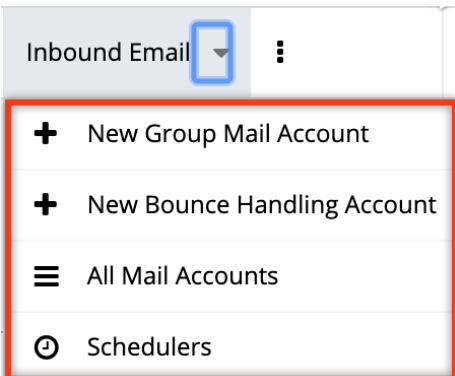 Inbound Email
New Group Mail Account
New Bounce Handling Account
All Mail Accounts
Schedulers